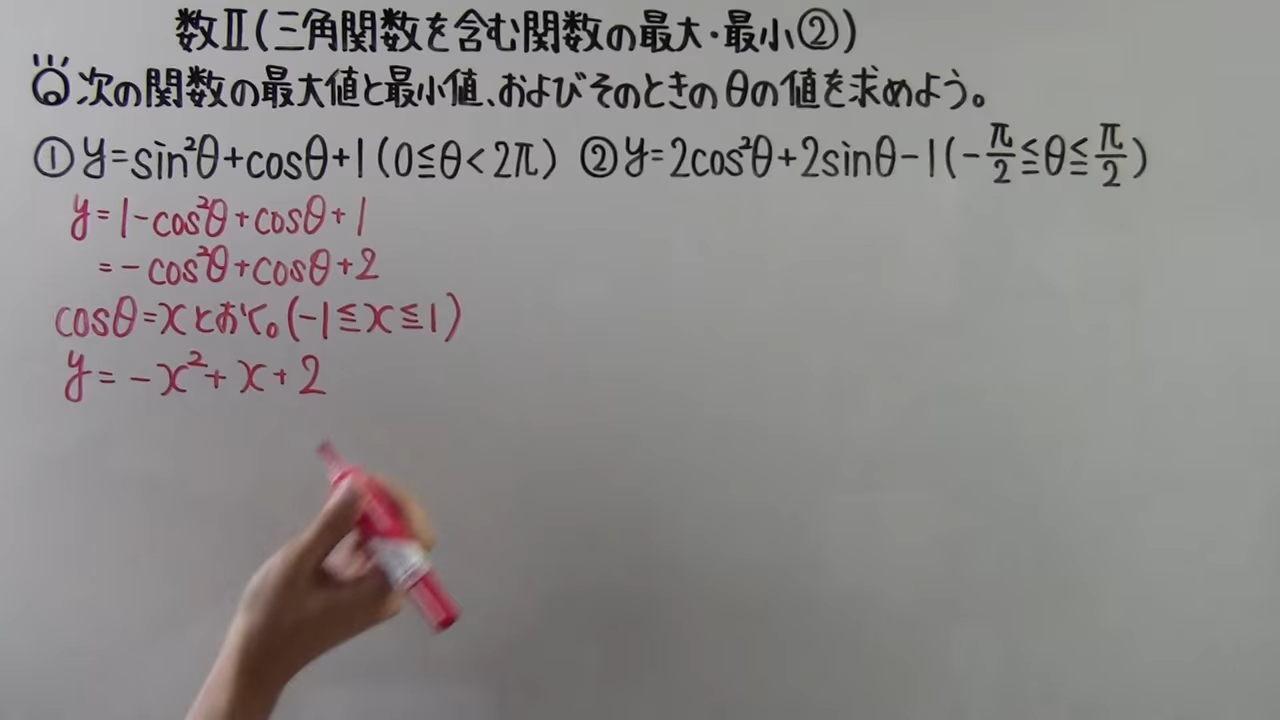 数Ⅱ(三角関数を含む関数の最大・最小②)
Q 次の関数の最大値と最小値、およびそのときのθの値を求めよう。
① y=sin²θ+cosθ+1(0≦θ<2π) ② y=2cos²θ+2sinθ-1(-π/2≦θ≦π/2)
y=1-cos²θ+cosθ+1
=-cos²θ+cosθ+2
cosθ=xとおく。(-1≦x≦1)
y=-x²+x+2